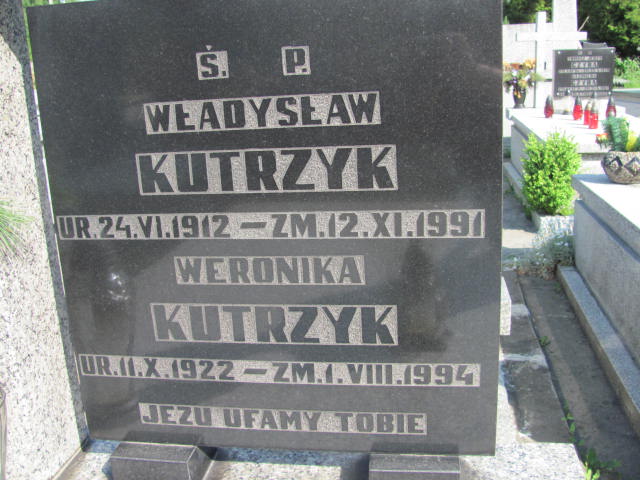 Ś. P.
WŁADYSŁAW
KUTRZYK
UR. 24. VI. 1912 – ZM. 12. XI. 1991
WERONIKA
KUTRZYK
UR. 11. X. 1922 – ZM. 1. VIII. 1994
JEZU UFAMY TOBIE
CZYBA